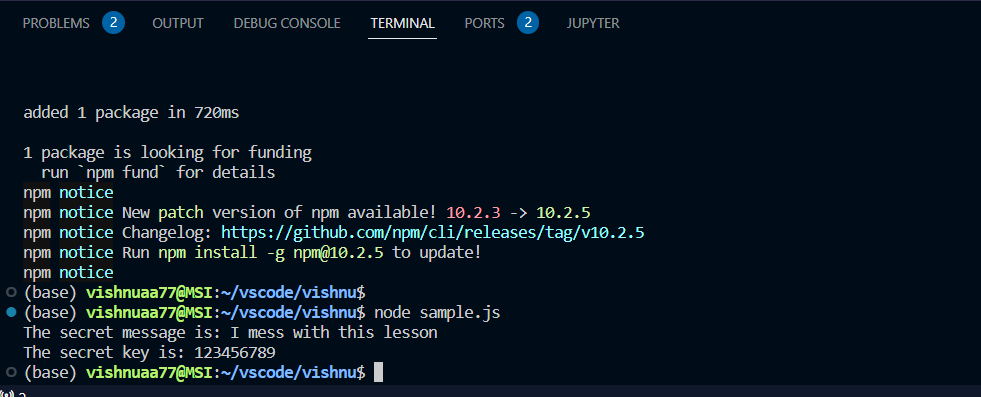 PROBLEMS 2 OUTPUT DEBUG CONSOLE TERMINAL PORTS 2 JUPYTER
added 1 package in 720ms
1 package is looking for funding
run `npm fund` for details
npm notice
npm notice New patch version of npm available! 10.2.3 -> 10.2.5
npm notice Changelog: https://github.com/npm/cli/releases/tag/v10.2.5
npm notice Run npm install -g npm@10.2.5 to update!
npm notice
(base) vishnuaa77@MSI:~/vscode/vishnu$
(base) vishnuaa77@MSI:~/vscode/vishnu$ node sample.js
The secret message is: I mess with this lesson
The secret key is: 123456789
(base) vishnuaa77@MSI:~/vscode/vishnu$